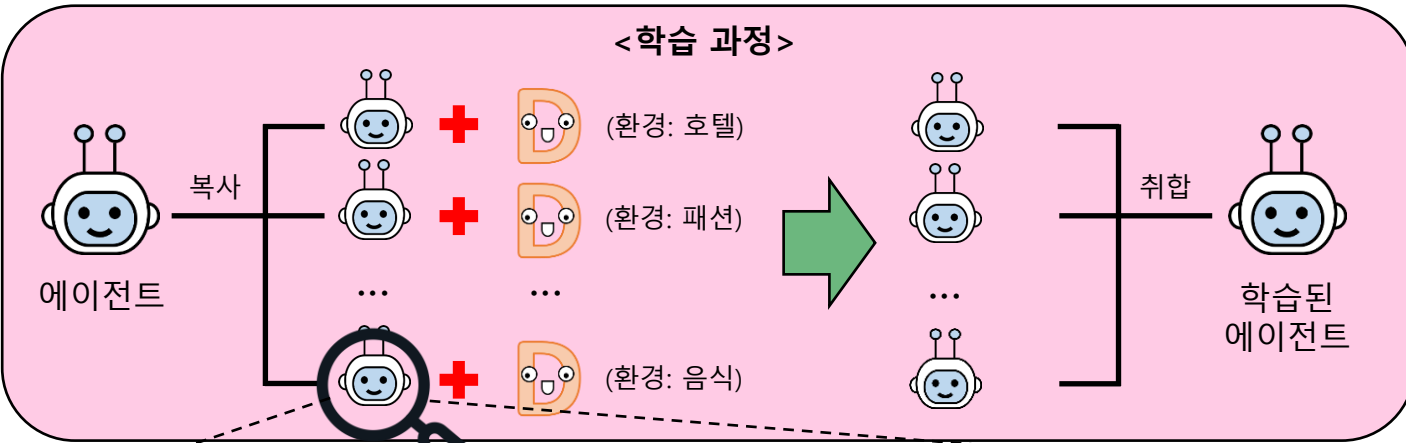 <학습 과정>
(환경: 호텔)
복사
(환경: 패션)
취합
에이전트
...
...
...
학습된
에이전트
(환경: 음식)
D
D
D